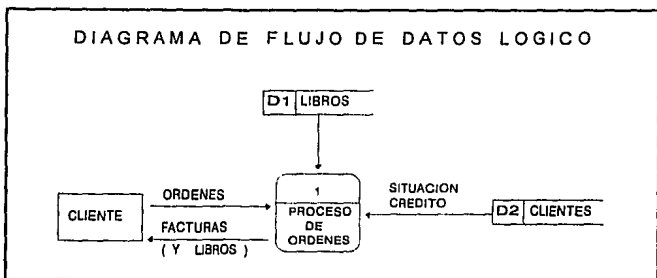 DIAGRAMA DE FLUJO DE DATOS LOGICO
D1 LIBROS
CLIENTE
ORDENES
FACTURAS
( Y LIBROS )
1
PROCESO
DE
ORDENES
SITUACION
CREDITO
D2 CLIENTES